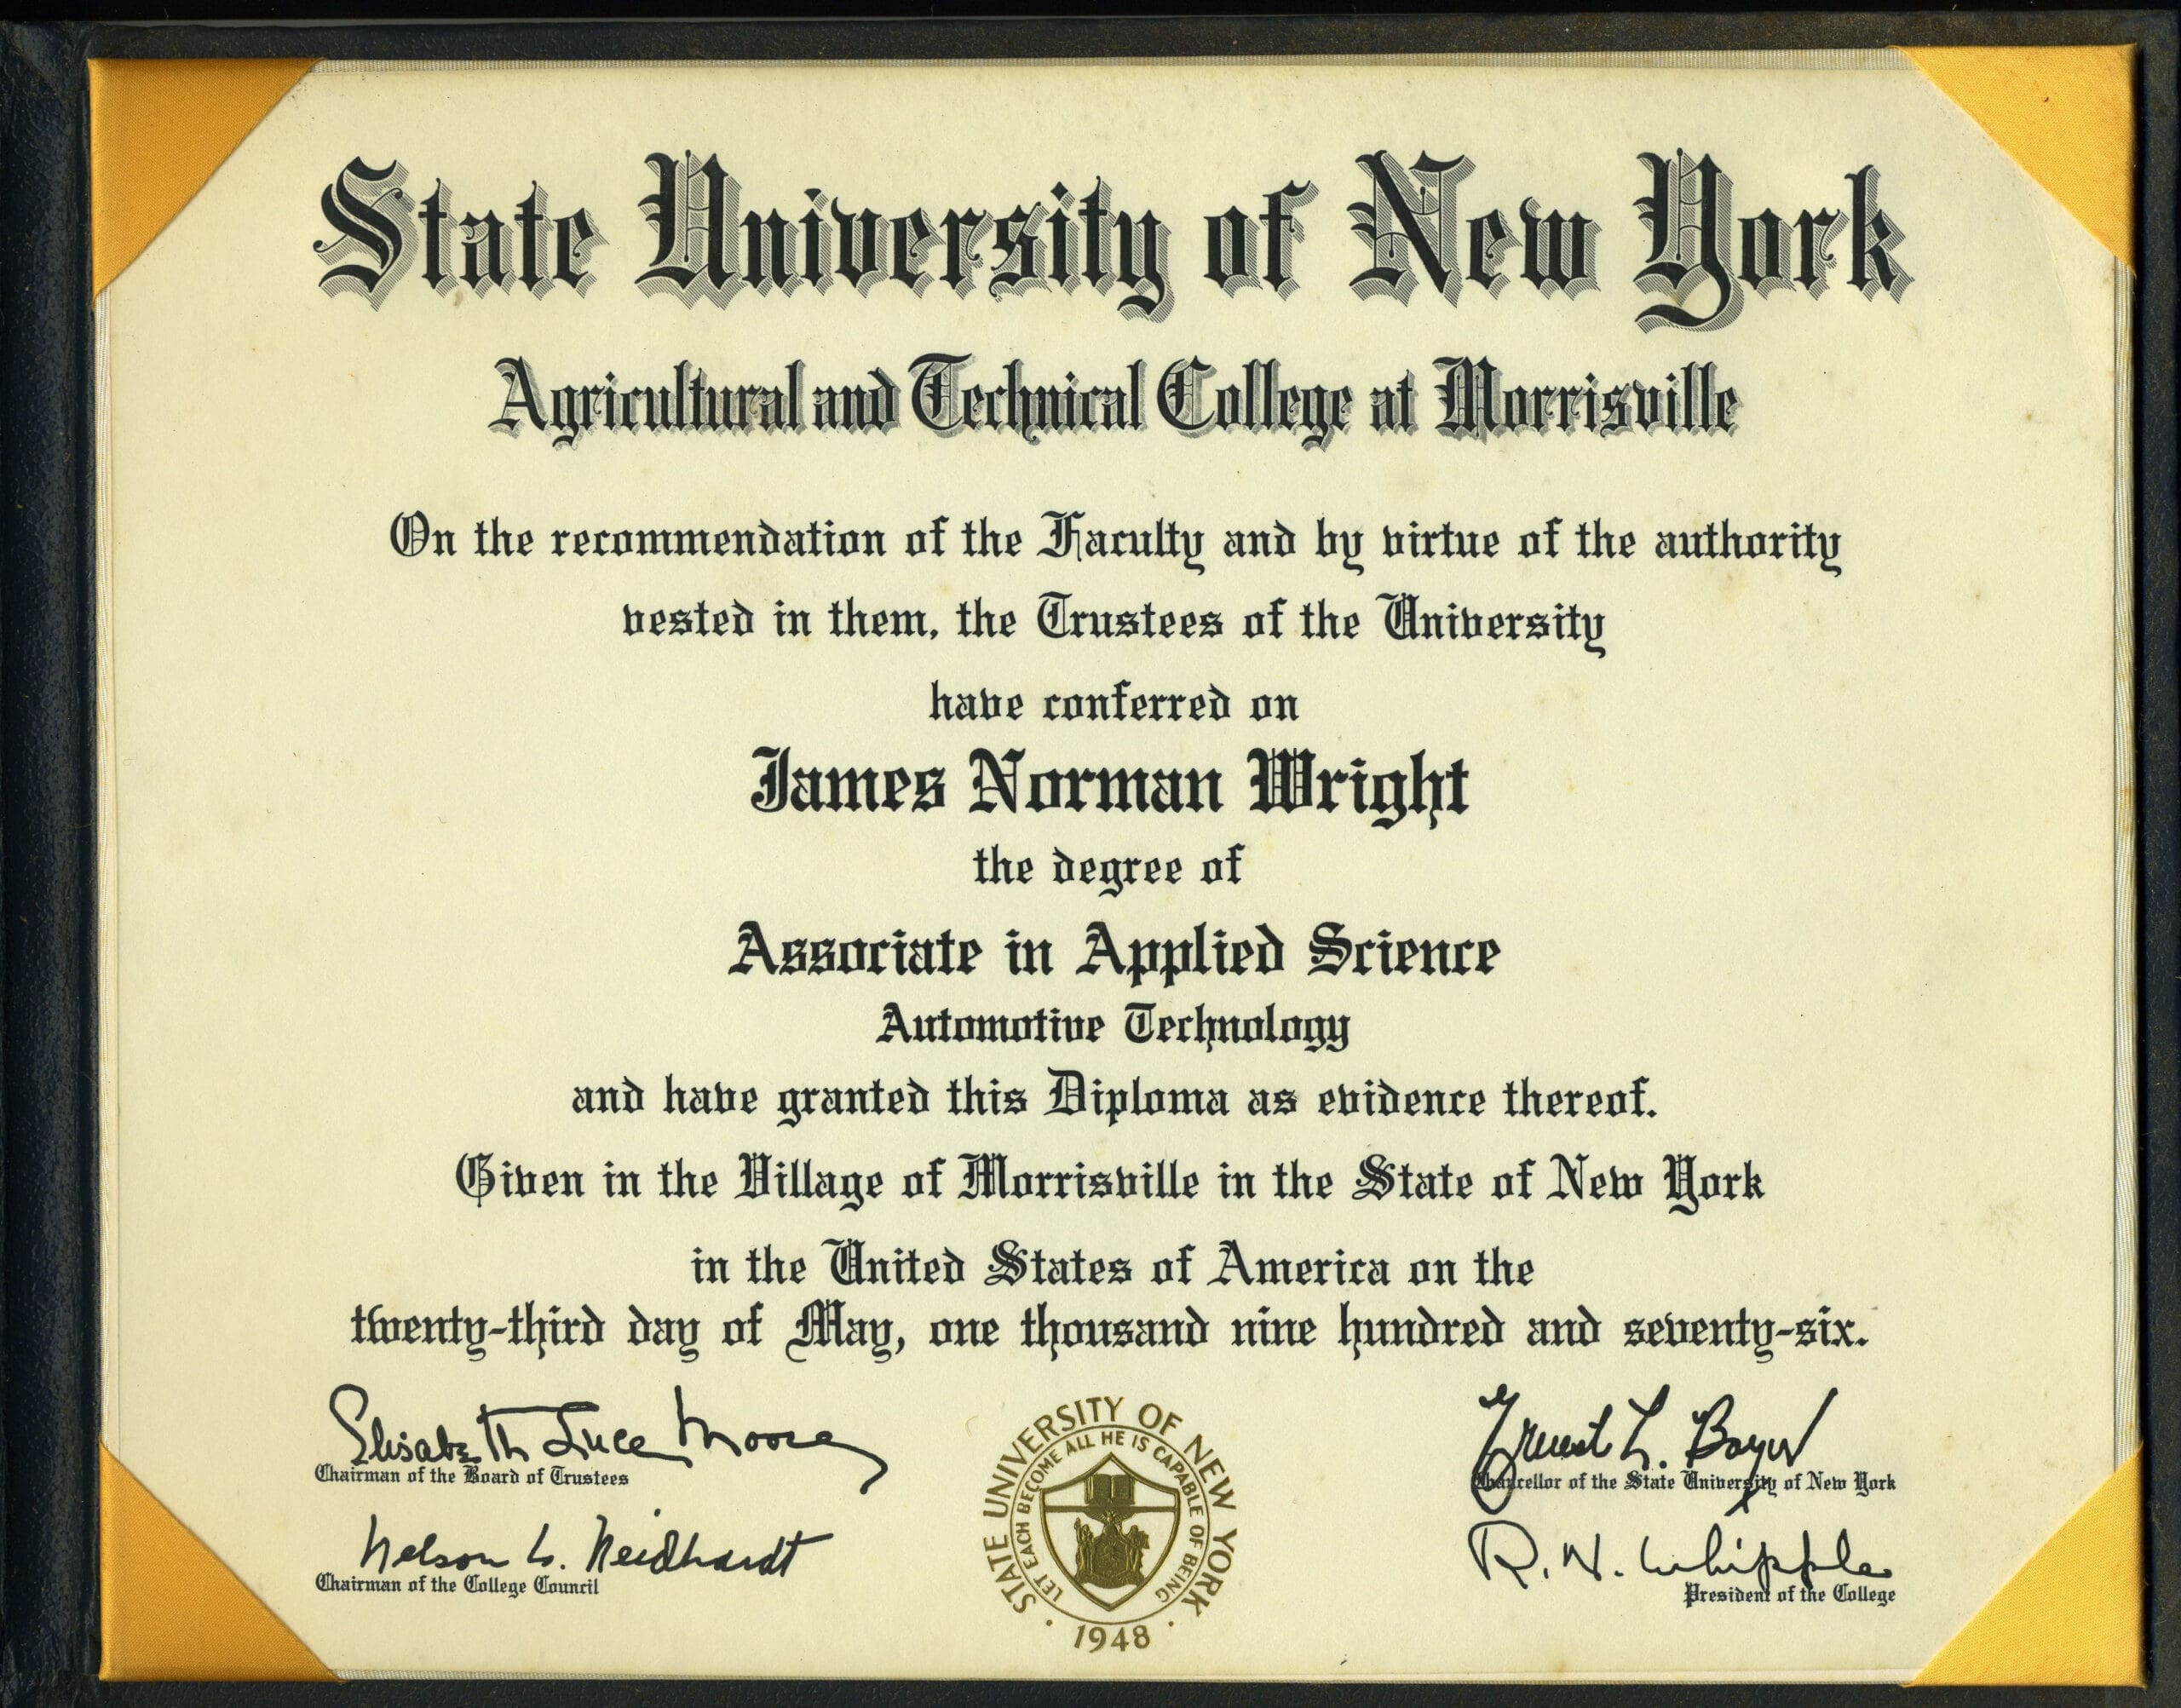 State University of New York
Agricultural and Technical College at Morrisville
On the recommendation of the Faculty and by virtue of the authority
vested in them, the Trustees of the University
have conferred on
James Norman Wright
the degree of
Associate in Applied Science
Automotive Technology
and have granted this Diploma as evidence thereof.
Given in the Village of Morrisville in the State of New York
in the United States of America on the
twenty-third day of May, one thousand nine hundred and seventy-six.
Elisabeth Luce Moore
Chairman of the Board of Trustees
Nelson L. Neidhardt
Chairman of the College Council
STATE UNIVERSITY OF NEW YORK
LET EACH BECOME ALL HE IS CAPABLE OF BEING
· 1948 ·
Ernest L. Boyer
Chancellor of the State University of New York
R. W. Whipple
President of the College